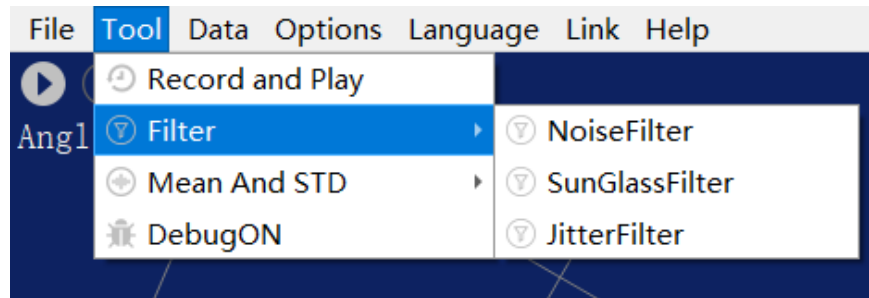 File Tool Data Options Language Link Help
Record and Play
Angl
Filter
NoiseFilter
Mean And STD
SunGlassFilter
DebugON
JitterFilter